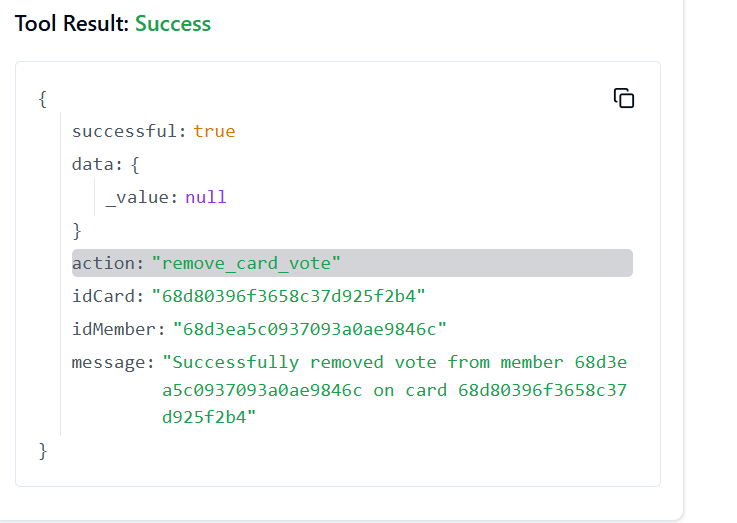 Tool Result: Success
{
successful: true
data: {
_value: null
}
action: "remove_card_vote"
idCard: "68d80396f3658c37d925f2b4"
idMember: "68d3ea5c0937093a0ae9846c"
message: "Successfully removed vote from member 68d3e
a5c0937093a0ae9846c on card 68d80396f3658c37
d925f2b4"
}